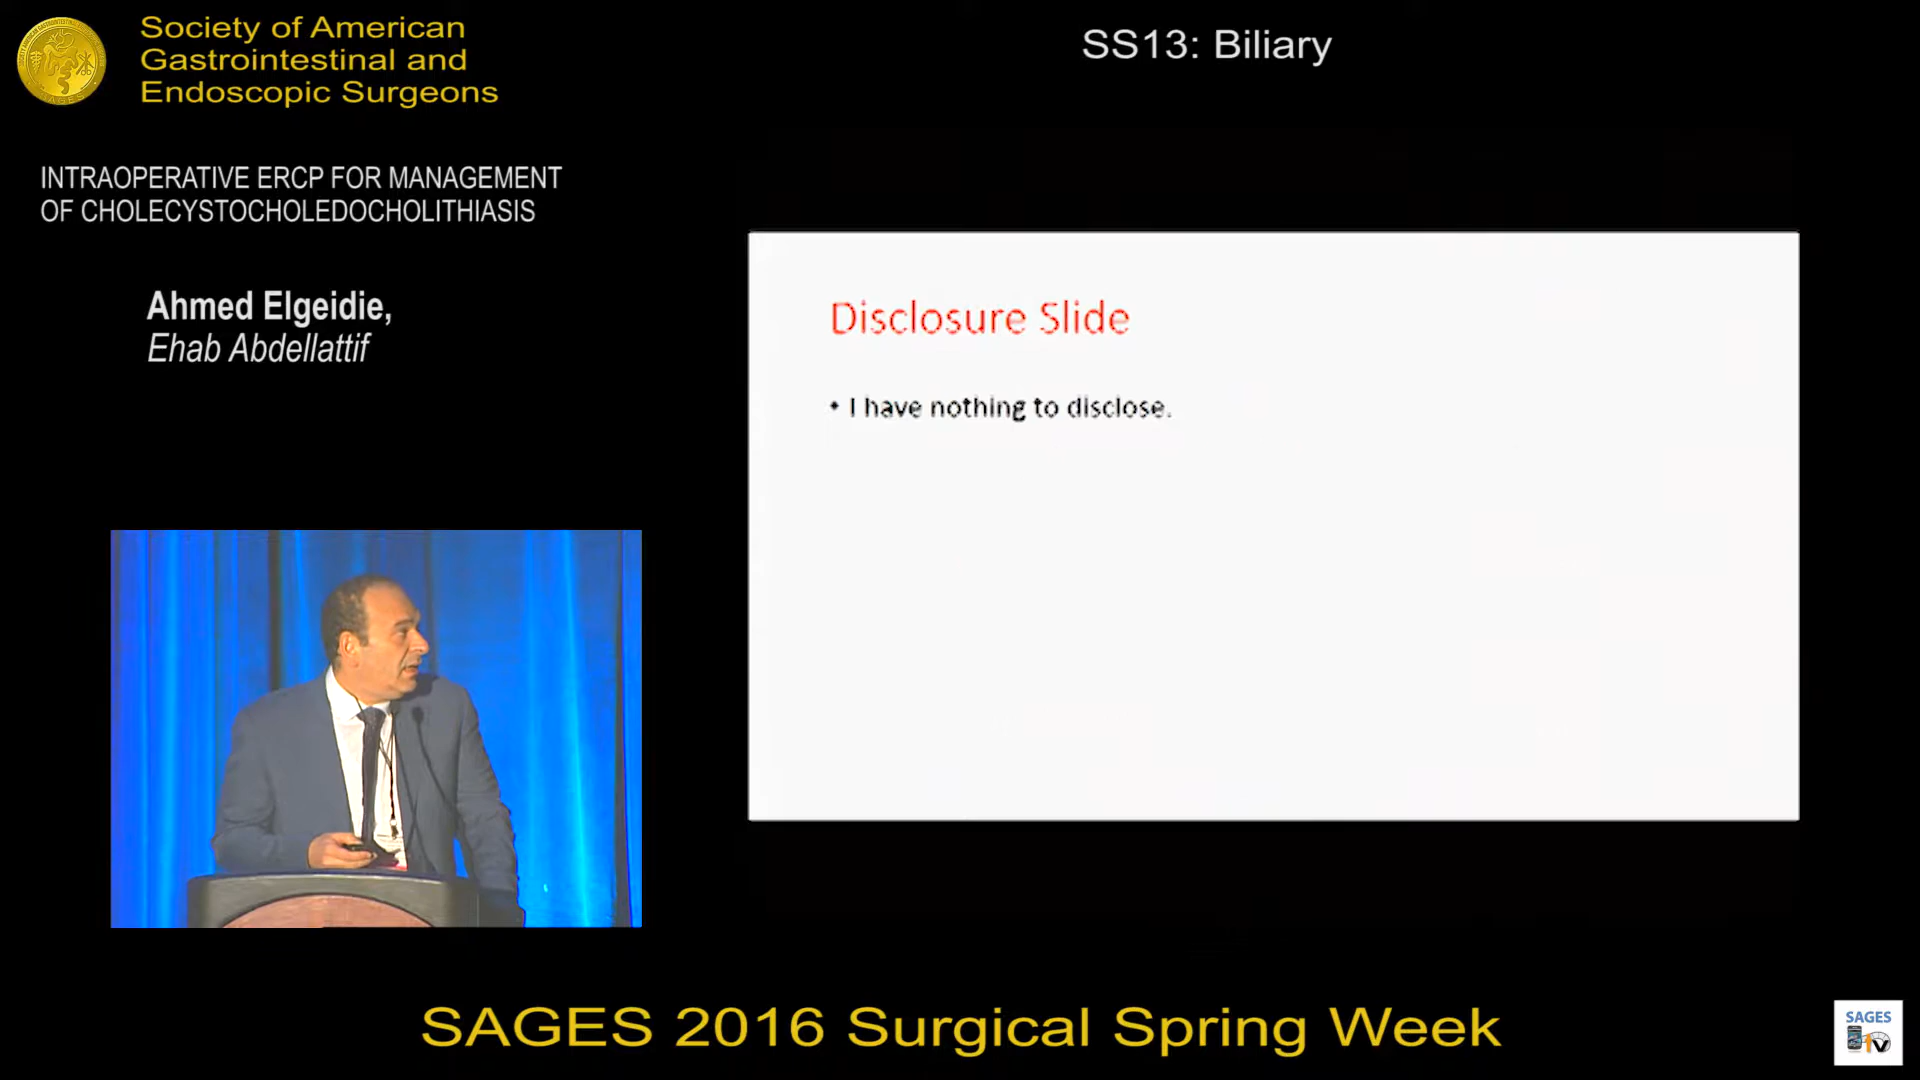 Society of American
Gastrointestinal and
Endoscopic Surgeons
SS13: Biliary
INTRAOPERATIVE ERCP FOR MANAGEMENT
OF CHOLECYSTOCHOLEDOCHOLITHIASIS
Ahmed Elgeidie,
Ehab Abdellattif
Disclosure Slide
• I have nothing to disclose.
SAGES 2016 Surgical Spring Week
SAGES
tv